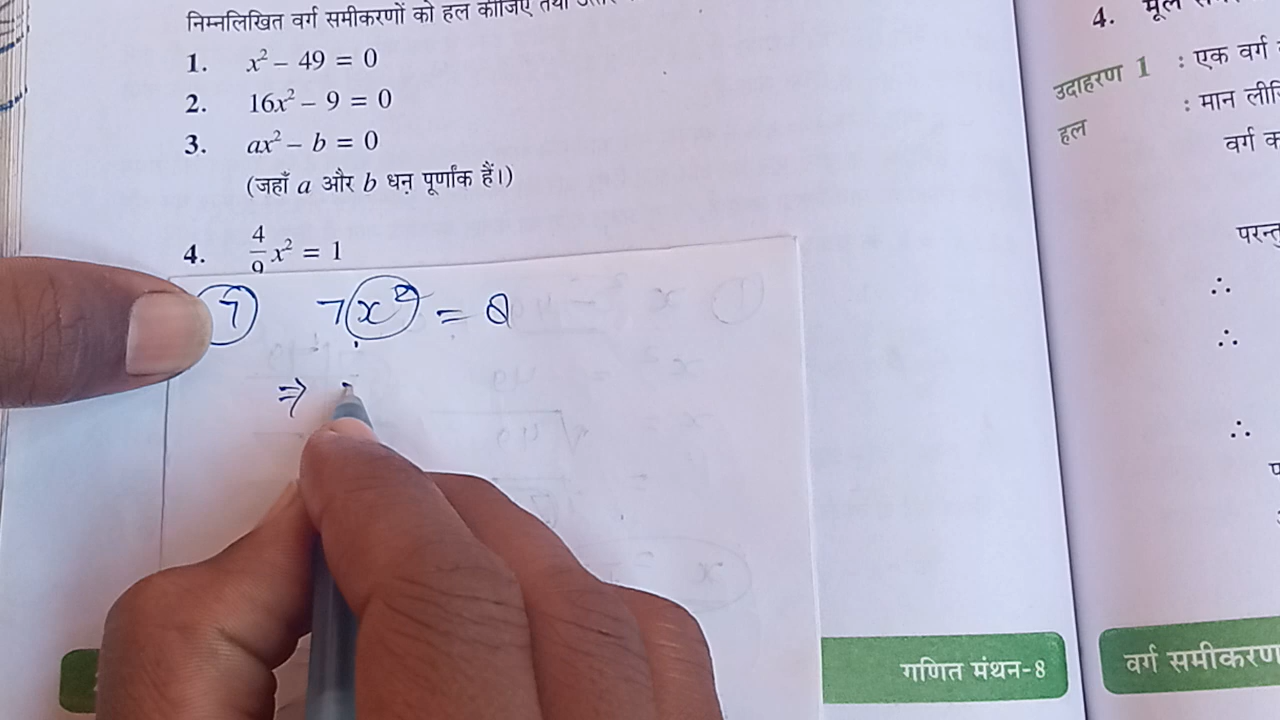 निम्नलिखित वर्ग समीकरणों को हल कीजिए तथा
1. x² – 49 = 0
2. 16x² – 9 = 0
3. ax² – b = 0
(जहाँ a और b धन पूर्णांक हैं।)
4. 4/9 x² = 1
7 7x² = 8
⇒
गणित मंथन-8
4. मूल
उदाहरण 1 : एक वर्ग
हल : मान
वर्ग
∴
∴
∴
वर्ग समीकरण